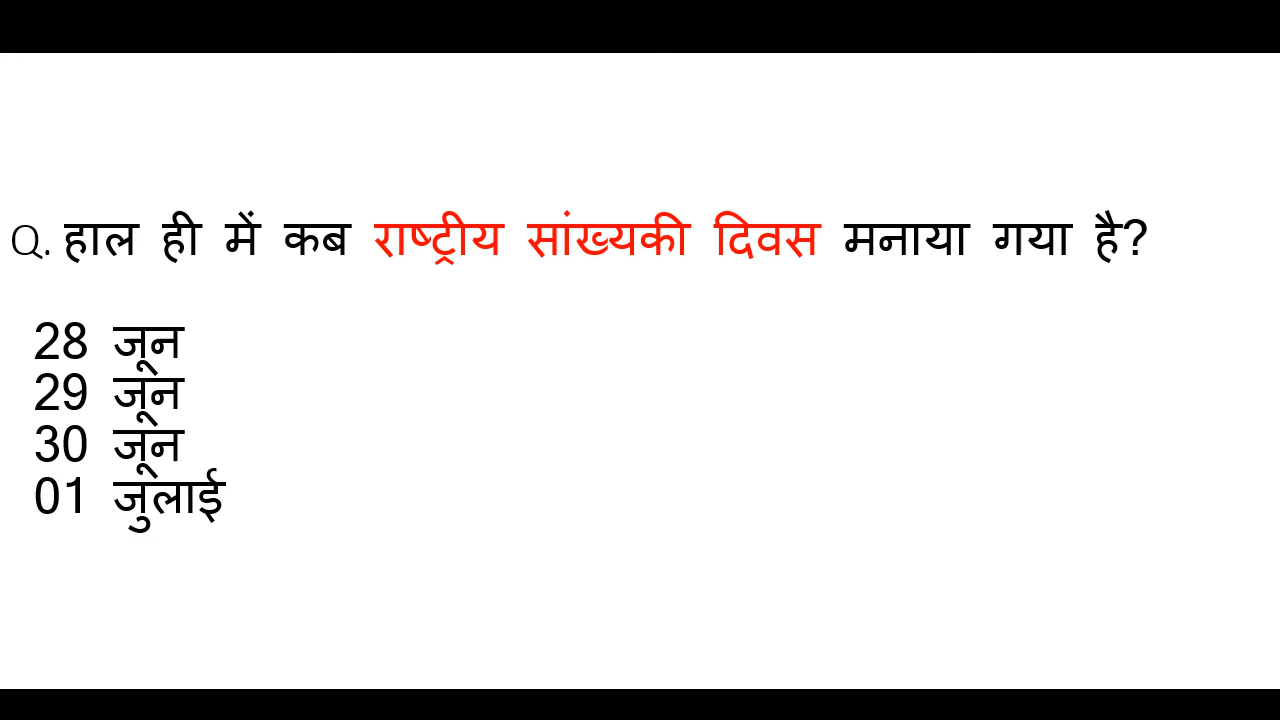 Q. हाल ही में कब राष्ट्रीय सांख्यकी दिवस मनाया गया है?
28 जून
29 जून
30 जून
01 जुलाई